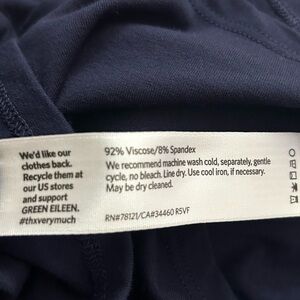 We'd like our
clothes back.
Recycle them at
our US stores
and support
GREEN EILEEN.
#thxverymuch
92% Viscose/8% Spandex
We recommend machine wash cold, separately, gentle
cycle, no bleach. Line dry. Use cool iron, if necessary.
May be dry cleaned.
RN#78121/CA#34460 RSVF